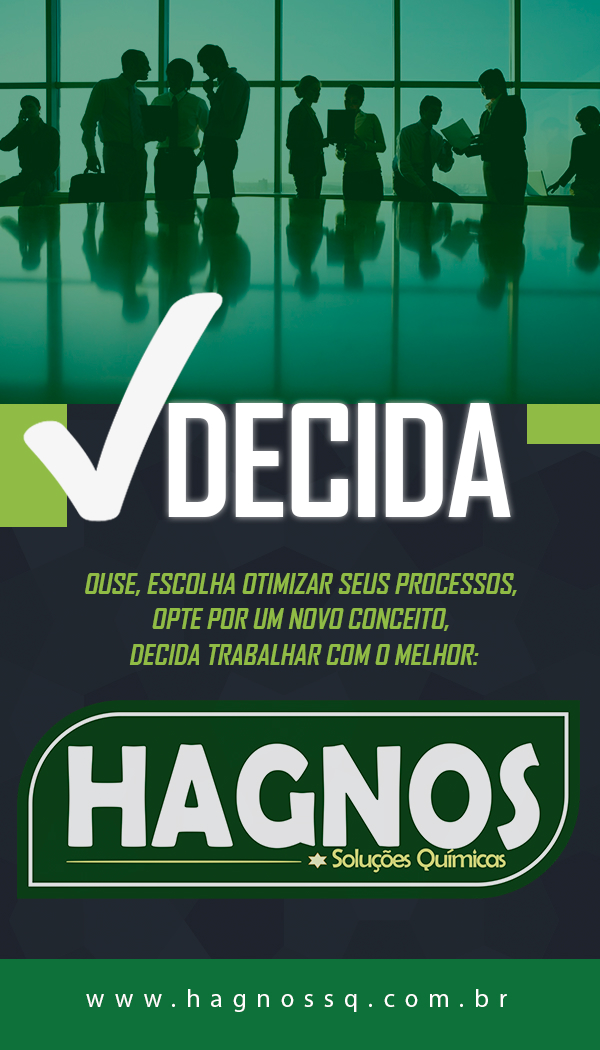 DECIDA
OUSE, ESCOLHA OTIMIZAR SEUS PROCESSOS,
OPTE POR UM NOVO CONCEITO,
DECIDA TRABALHAR COM O MELHOR:
HAGNOS
Soluções Químicas
www.hagnossq.com.br